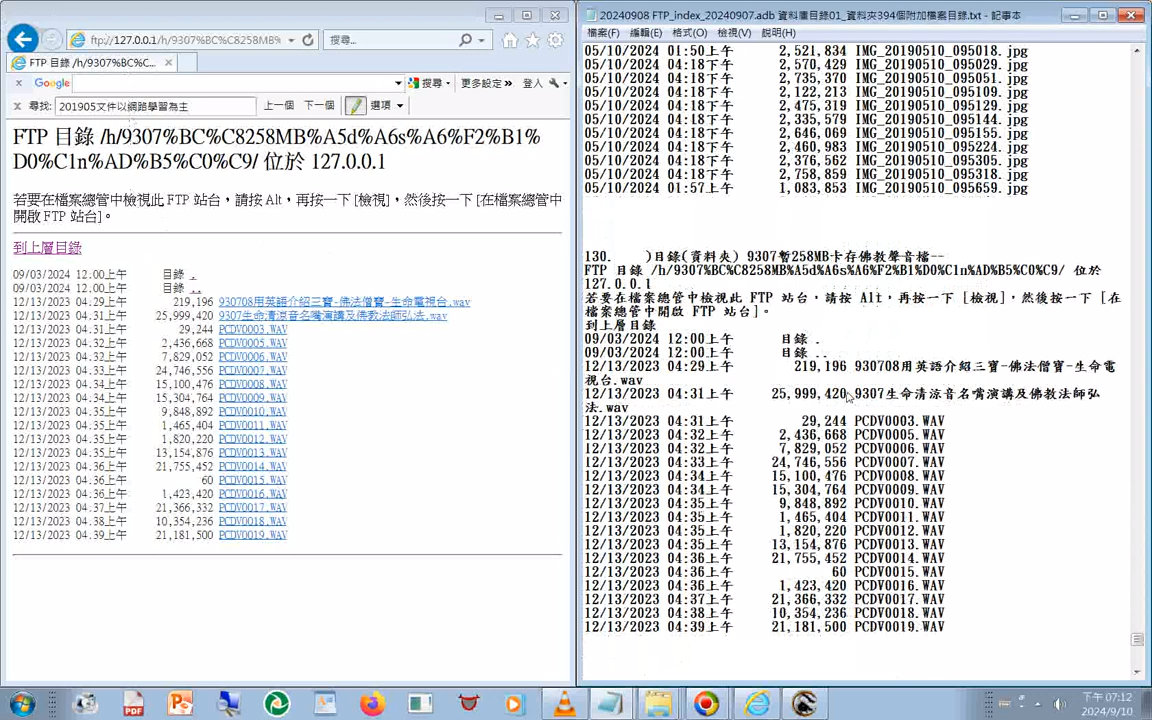 ftp://127.0.0.1/h/9307%BC%C8258MB%
搜尋...
FTP 目錄 /h/9307%BC%C...
Google
搜尋
更多設定 »
登入
尋找:
201905文件以網路學習為主
上一個
下一個
選項
FTP 目錄 /h/9307%BC%C8258MB%A5d%A6s%A6%F2%B1%
D0%C1n%AD%B5%C0%C9/ 位於 127.0.0.1
若要在檔案總管中檢視此 FTP 站台，請按 Alt，再按一下 [檢視]，然後按一下 [在檔案總管中
開啟 FTP 站台]。
到上層目錄
09/03/2024 12:00上午 目錄 .
09/03/2024 12:00上午 目錄 ..
12/13/2023 04:29上午 219,196 930708用英語介紹三寶-佛法僧寶-生命電視台.wav
12/13/2023 04:31上午 25,999,420 9307生命清涼音名嘴演講及佛教法師弘法.wav
12/13/2023 04:31上午 29,244 PCDV0003.WAV
12/13/2023 04:32上午 2,436,668 PCDV0005.WAV
12/13/2023 04:32上午 7,829,052 PCDV0006.WAV
12/13/2023 04:33上午 24,746,556 PCDV0007.WAV
12/13/2023 04:34上午 15,100,476 PCDV0008.WAV
12/13/2023 04:34上午 15,304,764 PCDV0009.WAV
12/13/2023 04:35上午 9,848,892 PCDV0010.WAV
12/13/2023 04:35上午 1,465,404 PCDV0011.WAV
12/13/2023 04:35上午 1,820,220 PCDV0012.WAV
12/13/2023 04:35上午 13,154,876 PCDV0013.WAV
12/13/2023 04:36上午 21,755,452 PCDV0014.WAV
12/13/2023 04:36上午 60 PCDV0015.WAV
12/13/2023 04:36上午 1,423,420 PCDV0016.WAV
12/13/2023 04:37上午 21,366,332 PCDV0017.WAV
12/13/2023 04:38上午 10,354,236 PCDV0018.WAV
12/13/2023 04:39上午 21,181,500 PCDV0019.WAV
20240908 FTP_index_20240907.adb 資料庫目錄01_資料夾394個附加檔案目錄.txt - 記事本
檔案(F) 編輯(E) 格式(O) 檢視(V) 說明(H)
05/10/2024 01:50上午 2,521,834 IMG_20190510_095018.jpg
05/10/2024 04:18下午 2,570,429 IMG_20190510_095029.jpg
05/10/2024 04:18下午 2,735,370 IMG_20190510_095051.jpg
05/10/2024 04:18下午 2,122,213 IMG_20190510_095109.jpg
05/10/2024 04:18下午 2,475,319 IMG_20190510_095129.jpg
05/10/2024 04:18下午 2,335,579 IMG_20190510_095144.jpg
05/10/2024 04:18下午 2,646,069 IMG_20190510_095155.jpg
05/10/2024 04:18下午 2,460,983 IMG_20190510_095224.jpg
05/10/2024 04:18下午 2,376,562 IMG_20190510_095305.jpg
05/10/2024 04:18下午 2,758,859 IMG_20190510_095318.jpg
05/10/2024 01:57上午 1,083,853 IMG_20190510_095659.jpg
130. )目錄(資料夾) 9307暫258MB卡存佛教聲音檔--
FTP 目錄 /h/9307%BC%C8258MB%A5d%A6s%A6%F2%B1%D0%C1n%AD%B5%C0%C9/ 位於
127.0.0.1
若要在檔案總管中檢視此 FTP 站台，請按 Alt，再按一下 [檢視]，然後按一下 [在
檔案總管中開啟 FTP 站台]。
到上層目錄
09/03/2024 12:00上午 目錄 .
09/03/2024 12:00上午 目錄 ..
12/13/2023 04:29上午 219,196 930708用英語介紹三寶-佛法僧寶-生命電
視台.wav
12/13/2023 04:31上午 25,999,420 9307生命清涼音名嘴演講及佛教法師弘
法.wav
12/13/2023 04:31上午 29,244 PCDV0003.WAV
12/13/2023 04:32上午 2,436,668 PCDV0005.WAV
12/13/2023 04:32上午 7,829,052 PCDV0006.WAV
12/13/2023 04:33上午 24,746,556 PCDV0007.WAV
12/13/2023 04:34上午 15,100,476 PCDV0008.WAV
12/13/2023 04:34上午 15,304,764 PCDV0009.WAV
12/13/2023 04:35上午 9,848,892 PCDV0010.WAV
12/13/2023 04:35上午 1,465,404 PCDV0011.WAV
12/13/2023 04:35上午 1,820,220 PCDV0012.WAV
12/13/2023 04:35上午 13,154,876 PCDV0013.WAV
12/13/2023 04:36上午 21,755,452 PCDV0014.WAV
12/13/2023 04:36上午 60 PCDV0015.WAV
12/13/2023 04:36上午 1,423,420 PCDV0016.WAV
12/13/2023 04:37上午 21,366,332 PCDV0017.WAV
12/13/2023 04:38上午 10,354,236 PCDV0018.WAV
12/13/2023 04:39上午 21,181,500 PCDV0019.WAV
PDF
下午 07:12
2024/9/10